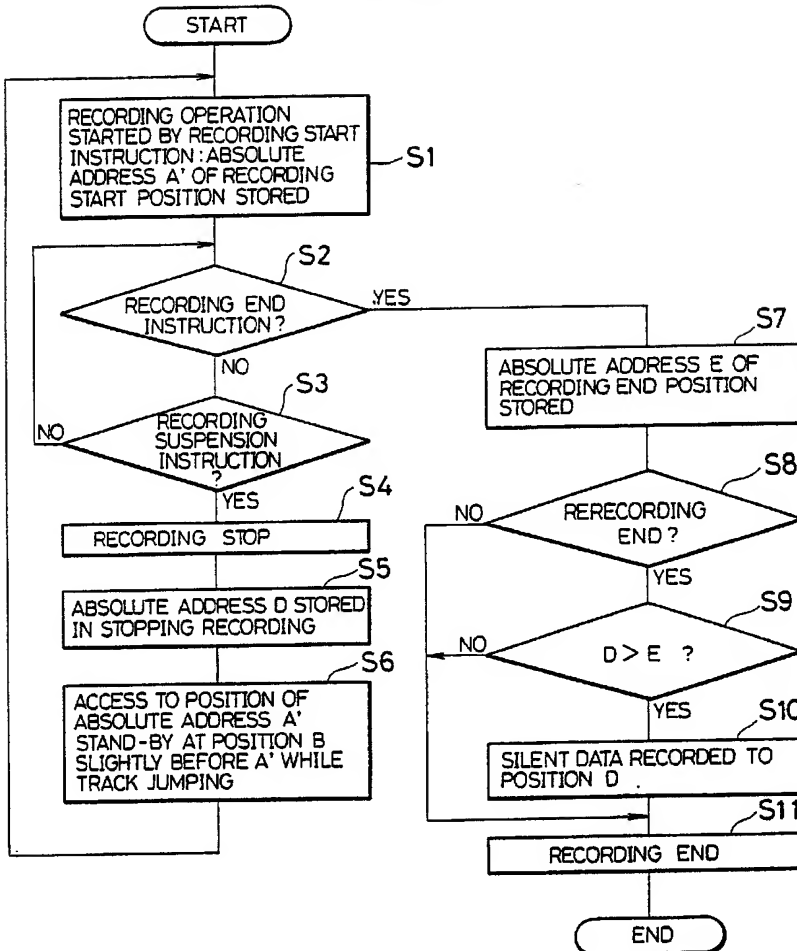 START
RECORDING OPERATION
STARTED BY RECORDING START
INSTRUCTION : ABSOLUTE
ADDRESS A' OF RECORDING
START POSITION STORED
S1
S2
RECORDING END
INSTRUCTION ?
YES
NO
S3
RECORDING
SUSPENSION
INSTRUCTION
?
NO
YES
S4
RECORDING STOP
S5
ABSOLUTE ADDRESS D STORED
IN STOPPING RECORDING
S6
ACCESS TO POSITION OF
ABSOLUTE ADDRESS A'
STAND-BY AT POSITION B
SLIGHTLY BEFORE A' WHILE
TRACK JUMPING
S7
ABSOLUTE ADDRESS E OF
RECORDING END POSITION
STORED
S8
RERECORDING
END ?
NO
YES
S9
D > E ?
NO
YES
S10
SILENT DATA RECORDED TO
POSITION D
S11
RECORDING END
END